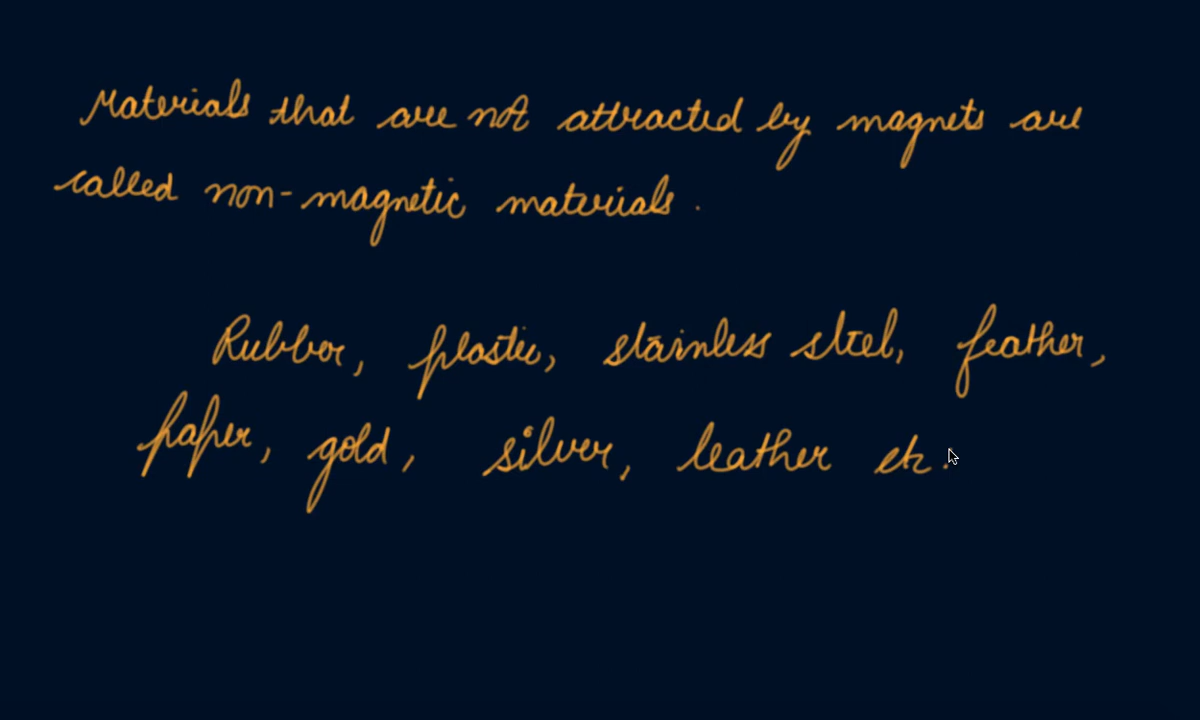 Materials that are not attracted by magnets are
called non-magnetic materials.
Rubber, plastic, stainless steel, feather,
paper, gold, silver, leather etc.